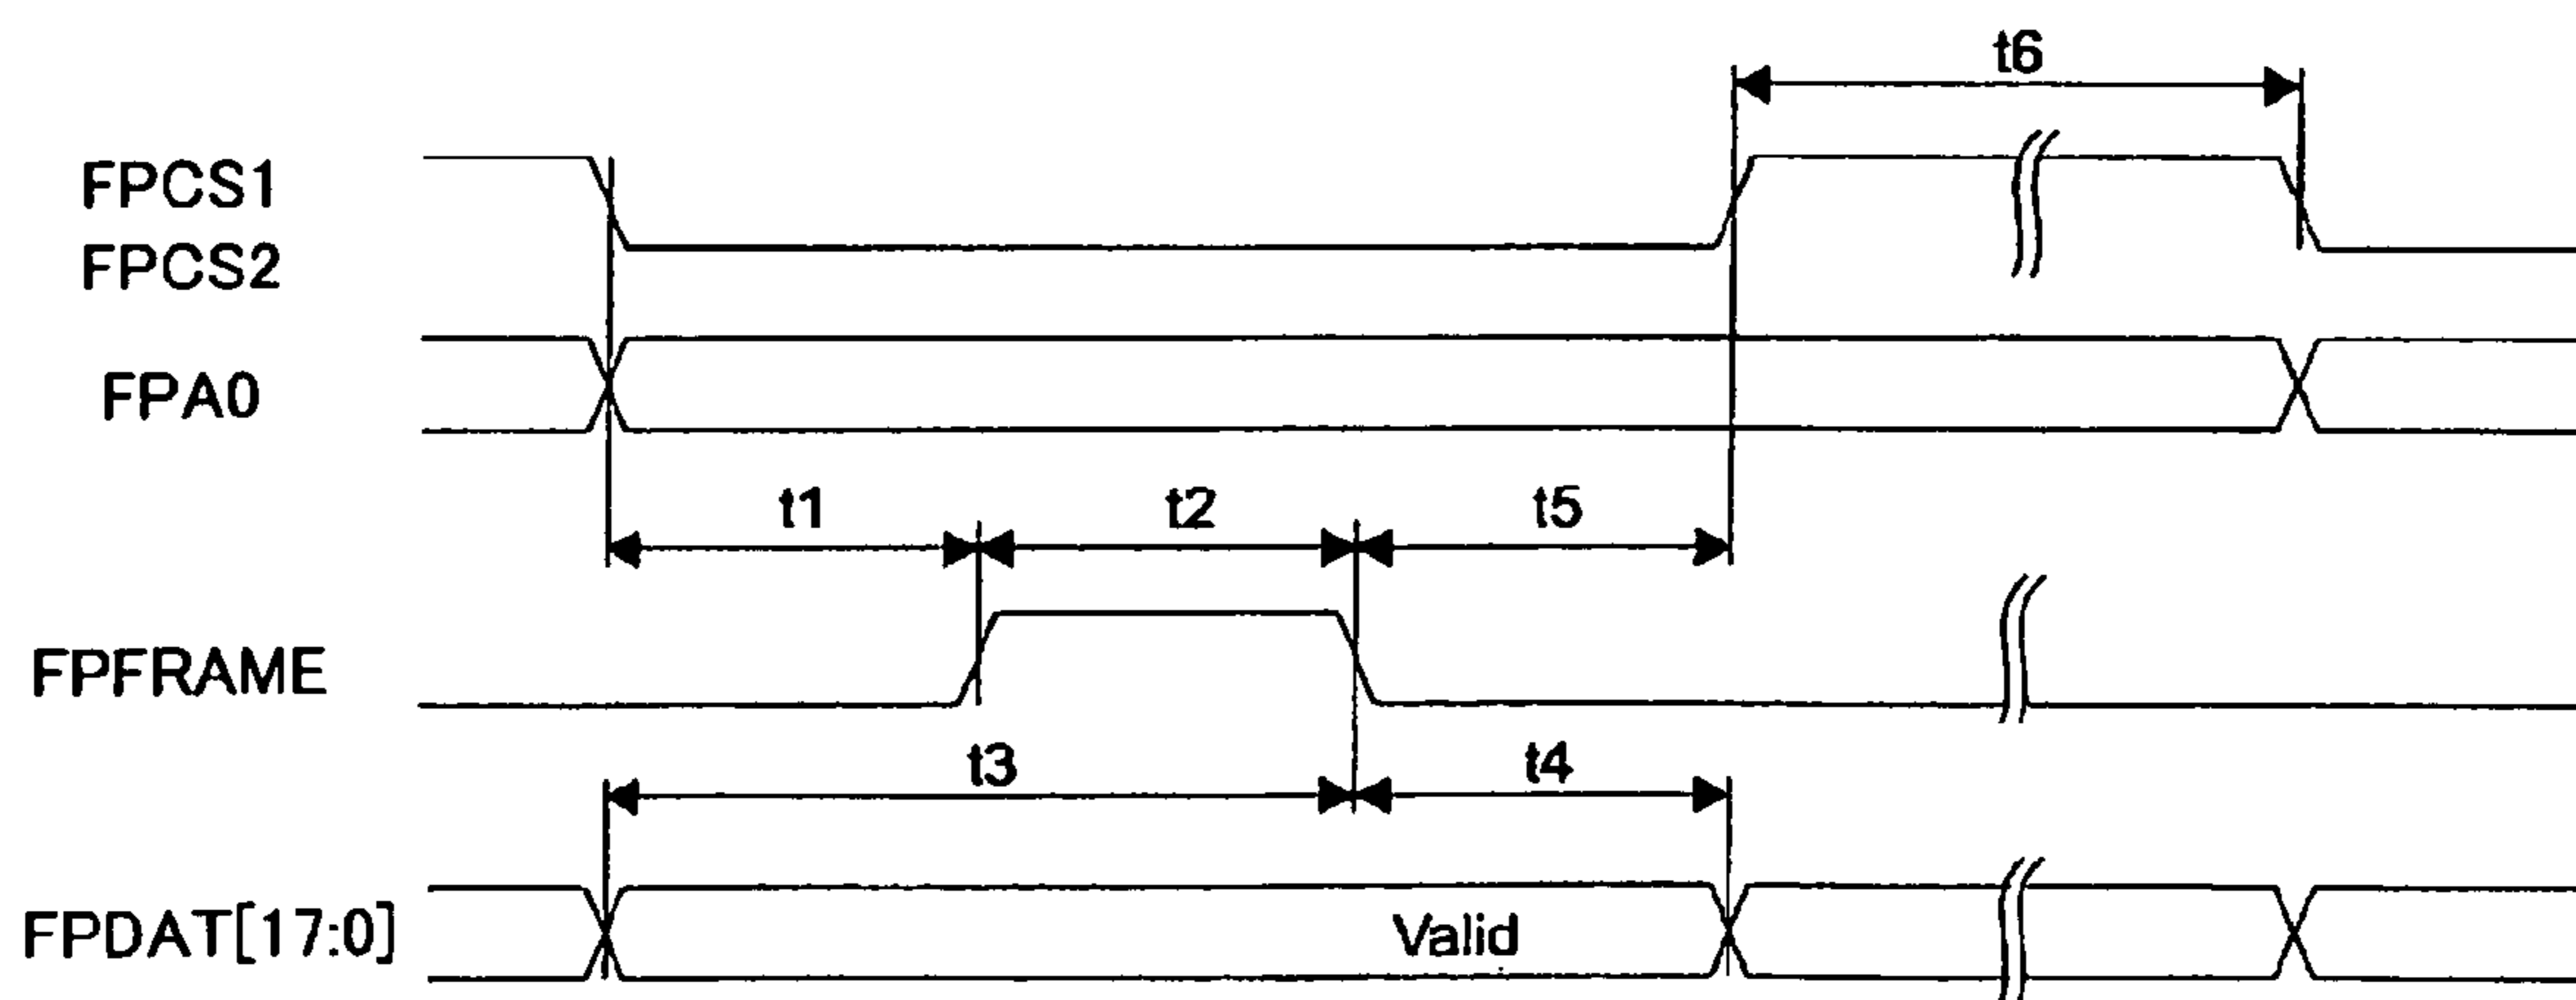 t6
FPCS1
FPCS2
FPA0
t1 t2 t5
FPFRAME
t3 t4
FPDAT[17:0] Valid